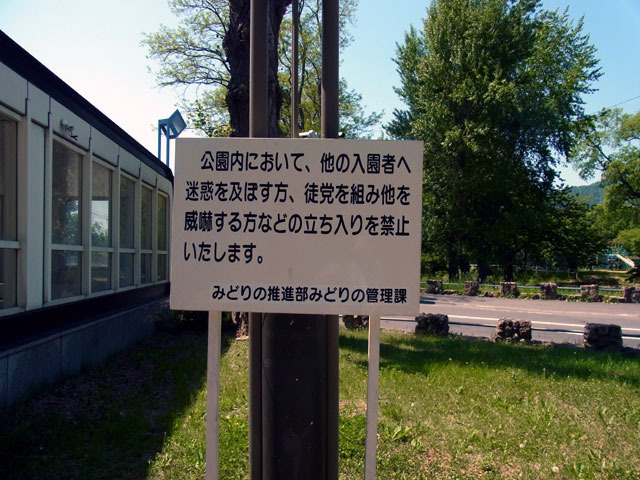 公園内において、他の入園者へ
迷惑を及ぼす方、徒党を組み他を
威嚇する方などの立ち入りを禁止
いたします。
みどりの推進部みどりの管理課